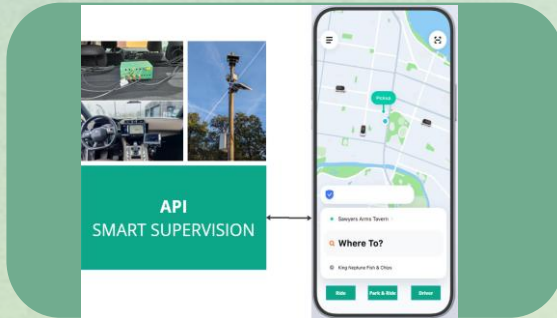 API
SMART SUPERVISION
Pickup
Sawyers Arms Tavern
Where To?
King Neptune Fish & Chips
Ride
Park & Ride
Driver